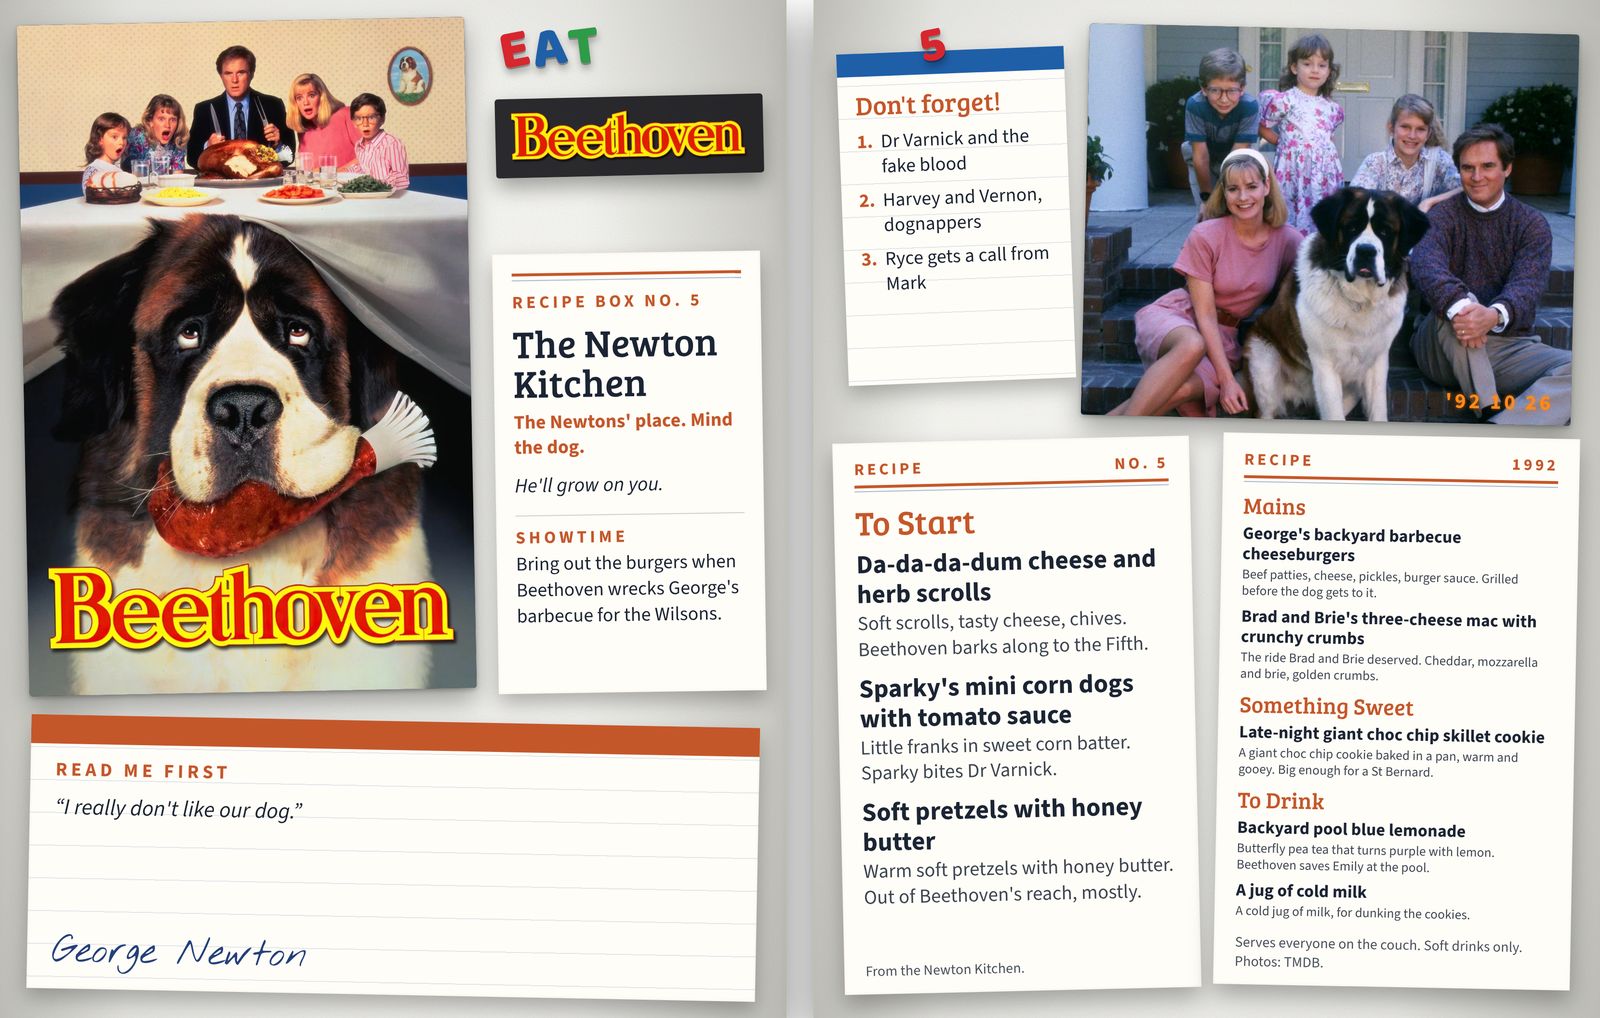 EAT
Beethoven
Beethoven
RECIPE BOX NO. 5
The Newton
Kitchen
The Newtons' place. Mind
the dog.
He'll grow on you.
SHOWTIME
Bring out the burgers when
Beethoven wrecks George's
barbecue for the Wilsons.
READ ME FIRST
“I really don't like our dog.”
George Newton
5
Don't forget!
1. Dr Varnick and the
fake blood
2. Harvey and Vernon,
dognappers
3. Ryce gets a call from
Mark
'92 10 26
RECIPE NO. 5
To Start
Da-da-da-dum cheese and
herb scrolls
Soft scrolls, tasty cheese, chives.
Beethoven barks along to the Fifth.
Sparky's mini corn dogs
with tomato sauce
Little franks in sweet corn batter.
Sparky bites Dr Varnick.
Soft pretzels with honey
butter
Warm soft pretzels with honey butter.
Out of Beethoven's reach, mostly.
From the Newton Kitchen.
RECIPE 1992
Mains
George's backyard barbecue
cheeseburgers
Beef patties, cheese, pickles, burger sauce. Grilled
before the dog gets to it.
Brad and Brie's three-cheese mac with
crunchy crumbs
The ride Brad and Brie deserved. Cheddar, mozzarella
and brie, golden crumbs.
Something Sweet
Late-night giant choc chip skillet cookie
A giant choc chip cookie baked in a pan, warm and
gooey. Big enough for a St Bernard.
To Drink
Backyard pool blue lemonade
Butterfly pea tea that turns purple with lemon.
Beethoven saves Emily at the pool.
A jug of cold milk
A cold jug of milk, for dunking the cookies.
Serves everyone on the couch. Soft drinks only.
Photos: TMDB.